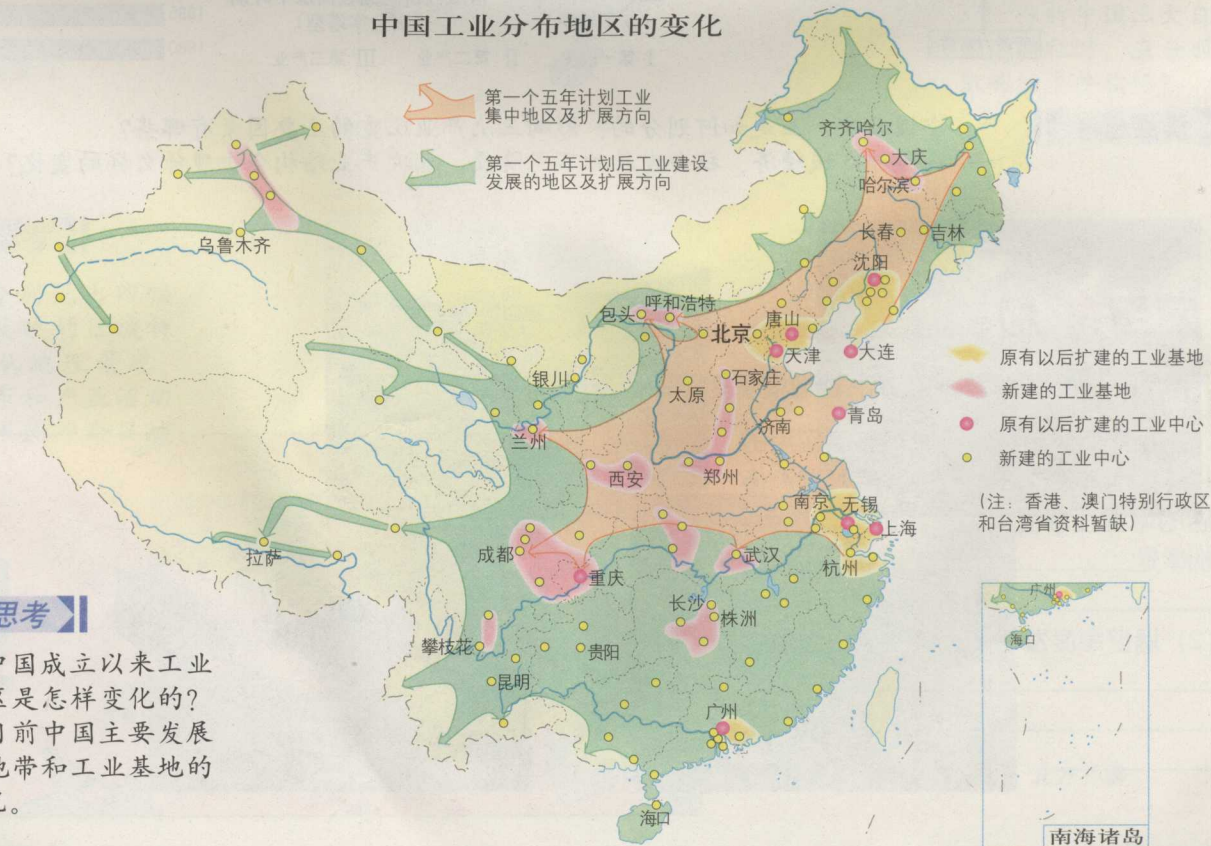 中国工业分布地区的变化
第一个五年计划工业
集中地区及扩展方向
第一个五年计划后工业建设
发展的地区及扩展方向
齐齐哈尔
大庆
哈尔滨
长春
吉林
沈阳
乌鲁木齐
呼和浩特
包头
北京
唐山
天津
大连
银川
太原
石家庄
济南
青岛
兰州
西安
郑州
南京
无锡
上海
拉萨
成都
重庆
武汉
杭州
长沙
株洲
攀枝花
贵阳
昆明
广州
海口
原有以后扩建的工业基地
新建的工业基地
原有以后扩建的工业中心
新建的工业中心
(注：香港、澳门特别行政区
和台湾省资料暂缺)
广州
海口
南海诸岛
思考
中国成立以来工业
区是怎样变化的？
目前中国主要发展
地带和工业基地的